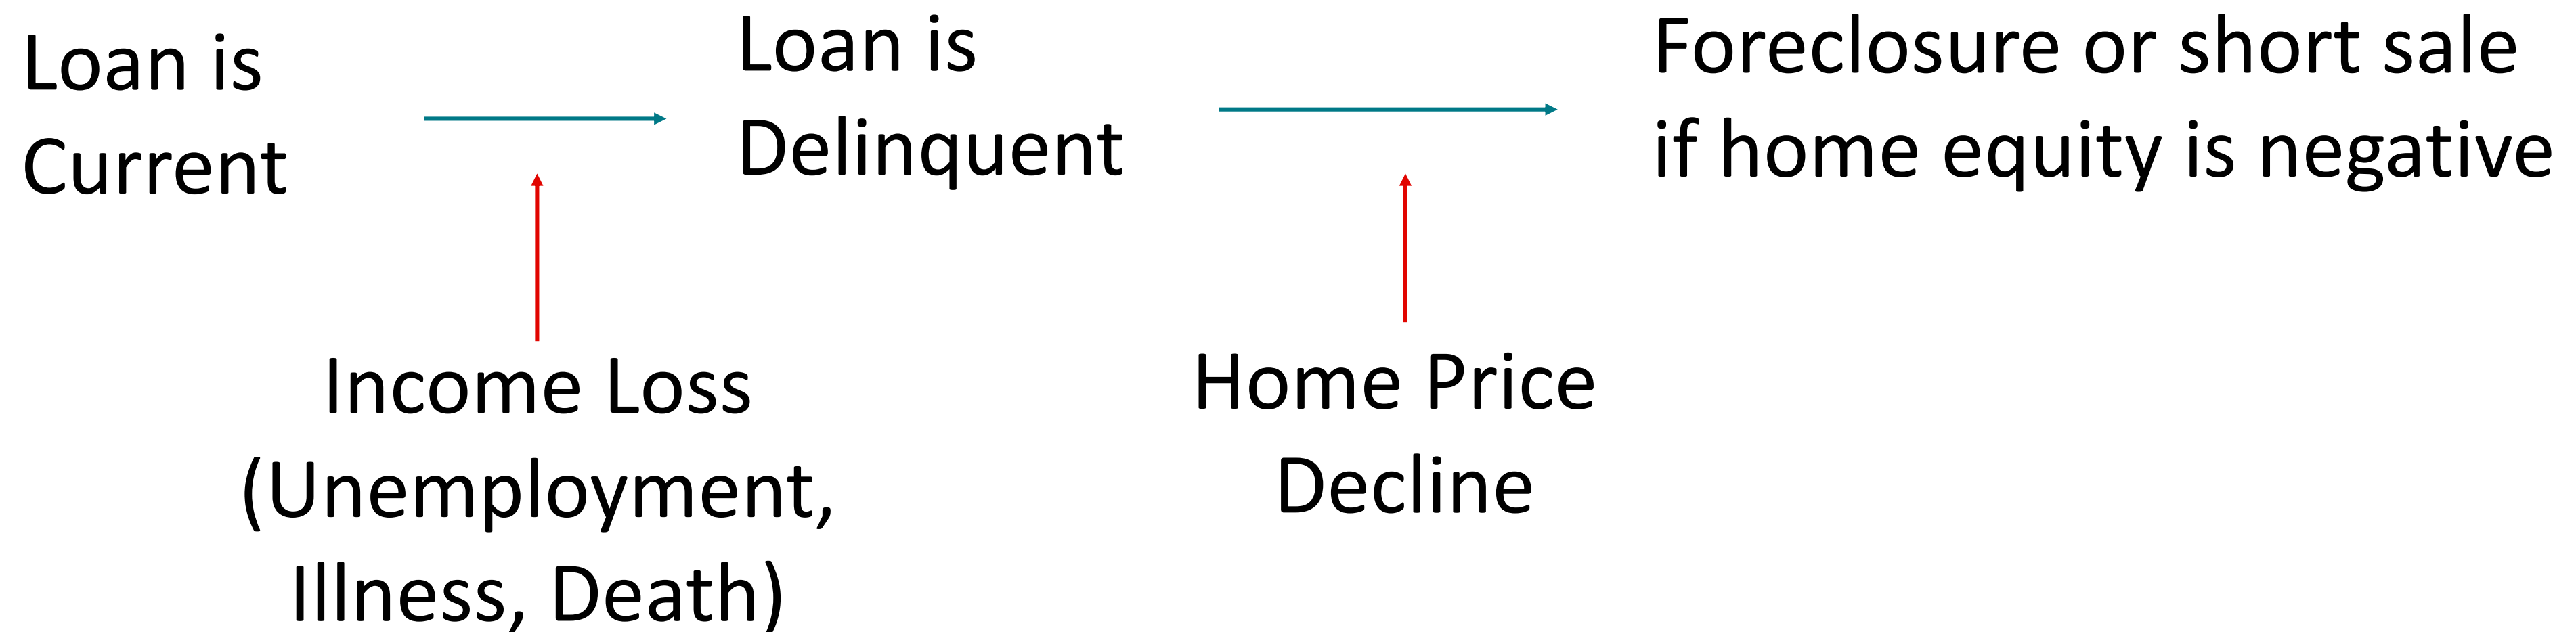 Loan is
Current
Loan is
Delinquent
Foreclosure or short sale
if home equity is negative
Income Loss
(Unemployment,
Illness, Death)
Home Price
Decline